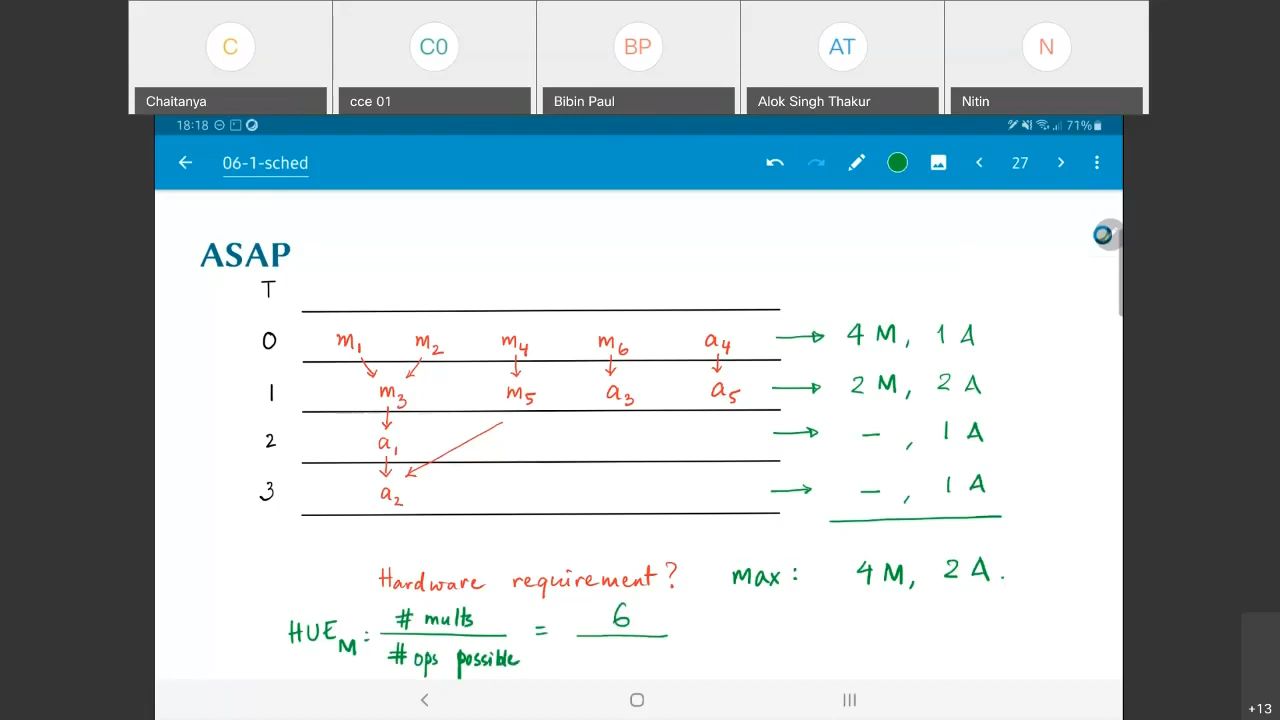 C C0 BP AT N
Chaitanya cce 01 Bibin Paul Alok Singh Thakur Nitin
18:18 71%
06-1-sched 27
ASAP
T
0 m1 m2 m4 m6 a4 → 4 M, 1 A
1 m3 m5 a3 a5 → 2 M, 2 A
2 a1 → –, 1 A
3 a2 → –, 1 A
Hardware requirement? max: 4 M, 2 A.
HUE_M: # mults / # ops possible = 6
+13